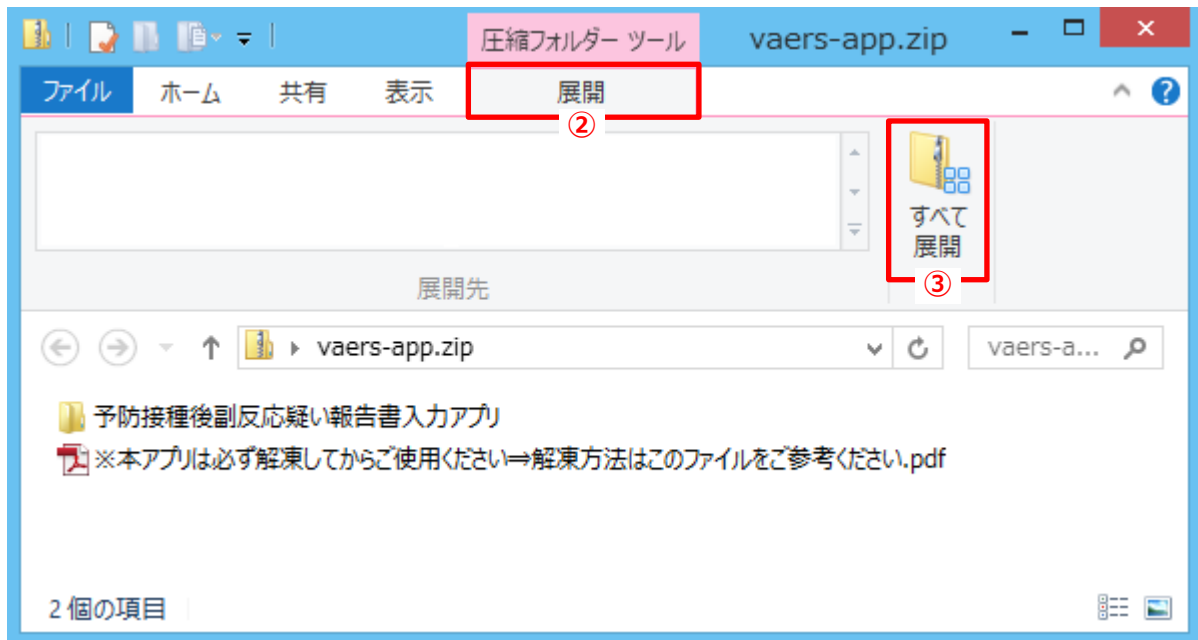 圧縮フォルダー ツール
vaers-app.zip
ファイル
ホーム
共有
表示
展開
②
すべて
展開
③
展開先
vaers-app.zip
vaers-a...
予防接種後副反応疑い報告書入力アプリ
※本アプリは必ず解凍してからご使用ください⇒解凍方法はこのファイルをご参考ください.pdf
2 個の項目